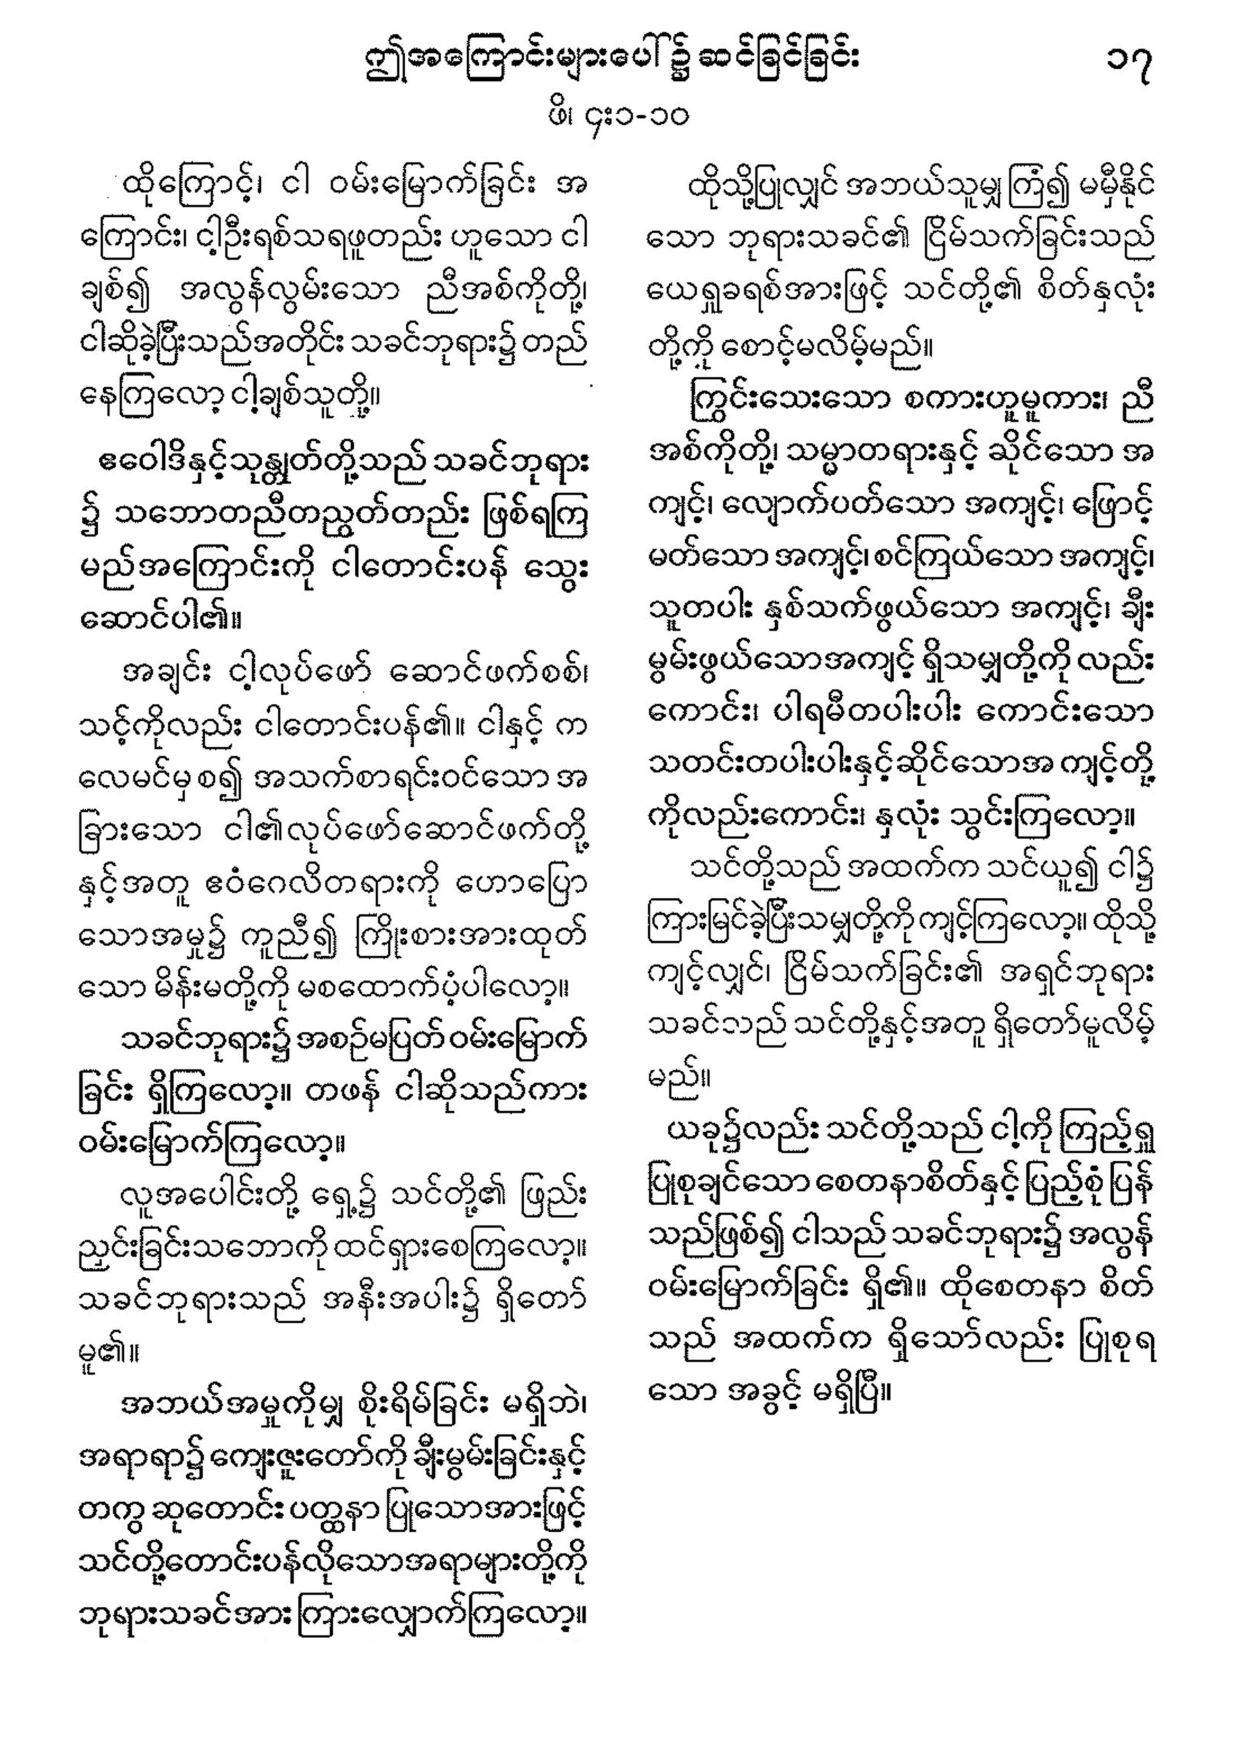 ဤအကြောင်းများပေါ်၌ ဆင်ခြင်ခြင်း
၁၇
ဖိ၊ ၄း၁-၁၀
ထိုကြောင့်၊ ငါ ဝမ်းမြောက်ခြင်း အ
ကြောင်း၊ ငါ့ဦးရစ်သရဖူတည်း ဟူသော ငါ
ချစ်၍ အလွန်လွမ်းသော ညီအစ်ကိုတို့၊
ငါဆိုခဲ့ပြီးသည်အတိုင်း သခင်ဘုရား၌ တည်
နေကြလော့ ငါ့ချစ်သူတို့။
ဧဝေါဒိနှင့်သုန္တုတ်တို့သည် သခင်ဘုရား
၌ သဘောတညီတညွတ်တည်း ဖြစ်ရကြ
မည်အကြောင်းကို ငါတောင်းပန် သွေး
ဆောင်ပါ၏။
အချင်း ငါ့လုပ်ဖော် ဆောင်ဖက်စစ်၊
သင့်ကိုလည်း ငါတောင်းပန်၏။ ငါနှင့် က
လေမင်မှ စ၍ အသက်စာရင်းဝင်သော အ
ခြားသော ငါ၏လုပ်ဖော်ဆောင်ဖက်တို့
နှင့်အတူ ဧဝံဂေလိတရားကို ဟောပြော
သောအမှု၌ ကူညီ၍ ကြိုးစားအားထုတ်
သော မိန်းမတို့ကို မစထောက်ပံ့ပါလော့။
သခင်ဘုရား၌ အစဉ်မပြတ် ဝမ်းမြောက်
ခြင်း ရှိကြလော့။ တဖန် ငါဆိုသည်ကား
ဝမ်းမြောက်ကြလော့။
လူအပေါင်းတို့ ရှေ့၌ သင်တို့၏ ဖြည်း
ညှင်းခြင်းသဘောကို ထင်ရှားစေကြလော့။
သခင်ဘုရားသည် အနီးအပါး၌ ရှိတော်
မူ၏။
အဘယ်အမှုကိုမျှ စိုးရိမ်ခြင်း မရှိဘဲ၊
အရာရာ၌ ကျေးဇူးတော်ကို ချီးမွမ်းခြင်းနှင့်
တကွ ဆုတောင်း ပတ္ထနာ ပြုသောအားဖြင့်
သင်တို့တောင်းပန်လိုသောအရာများတို့ကို
ဘုရားသခင်အား ကြားလျှောက်ကြလော့။
ထိုသို့ပြုလျှင် အဘယ်သူမျှ ကြံ၍ မမှီနိုင်
သော ဘုရားသခင်၏ ငြိမ်သက်ခြင်းသည်
ယေရှုခရစ်အားဖြင့် သင်တို့၏ စိတ်နှလုံး
တို့ကို စောင့်မလိမ့်မည်။
ကြွင်းသေးသော စကားဟူမူကား၊ ညီ
အစ်ကိုတို့၊ သမ္မာတရားနှင့် ဆိုင်သော အ
ကျင့်၊ လျောက်ပတ်သော အကျင့်၊ ဖြောင့်
မတ်သော အကျင့်၊ စင်ကြယ်သော အကျင့်၊
သူတပါး နှစ်သက်ဖွယ်သော အကျင့်၊ ချီး
မွမ်းဖွယ်သောအကျင့် ရှိသမျှတို့ကို လည်း
ကောင်း၊ ပါရမီတပါးပါး ကောင်းသော
သတင်းတပါးပါးနှင့်ဆိုင်သောအ ကျင့်တို့
ကိုလည်းကောင်း၊ နှလုံး သွင်းကြလော့။
သင်တို့သည် အထက်က သင်ယူ၍ ငါ၌
ကြားမြင်ခဲ့ပြီးသမျှတို့ကို ကျင့်ကြလော့။ ထိုသို့
ကျင့်လျှင်၊ ငြိမ်သက်ခြင်း၏ အရှင်ဘုရား
သခင်သည် သင်တို့နှင့်အတူ ရှိတော်မူလိမ့်
မည်။
ယခု၌လည်း သင်တို့သည် ငါ့ကို ကြည့်ရှု
ပြုစုချင်သော စေတနာစိတ်နှင့် ပြည့်စုံ ပြန်
သည်ဖြစ်၍ ငါသည် သခင်ဘုရား၌ အလွန်
ဝမ်းမြောက်ခြင်း ရှိ၏။ ထိုစေတနာ စိတ်
သည် အထက်က ရှိသော်လည်း ပြုစုရ
သော အခွင့် မရှိပြီ။